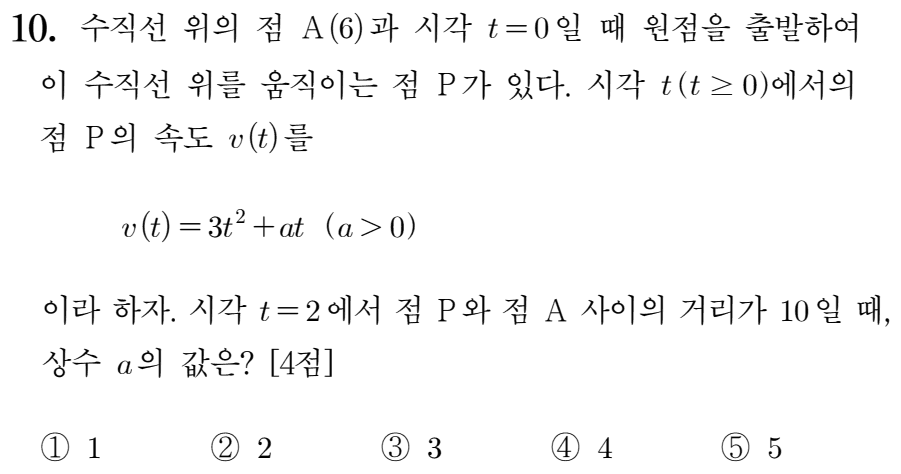 10. 수직선 위의 점 A(6)과 시각 t=0일 때 원점을 출발하여
이 수직선 위를 움직이는 점 P가 있다. 시각 t(t≥0)에서의
점 P의 속도 v(t)를
v(t)=3t²+at (a>0)
이라 하자. 시각 t=2에서 점 P와 점 A 사이의 거리가 10일 때,
상수 a의 값은? [4점]
① 1 ② 2 ③ 3 ④ 4 ⑤ 5